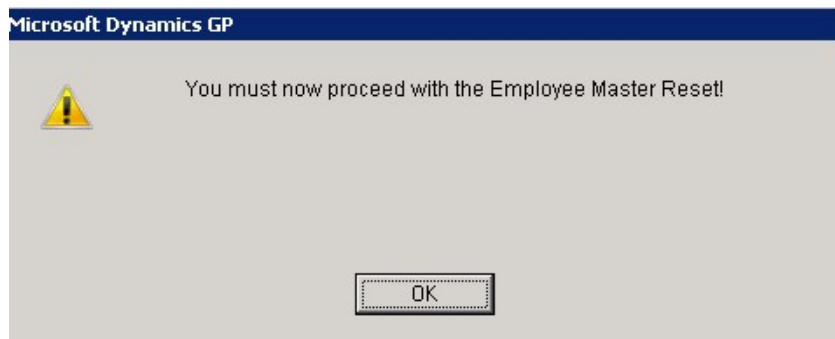 Microsoft Dynamics GP
You must now proceed with the Employee Master Reset!
OK